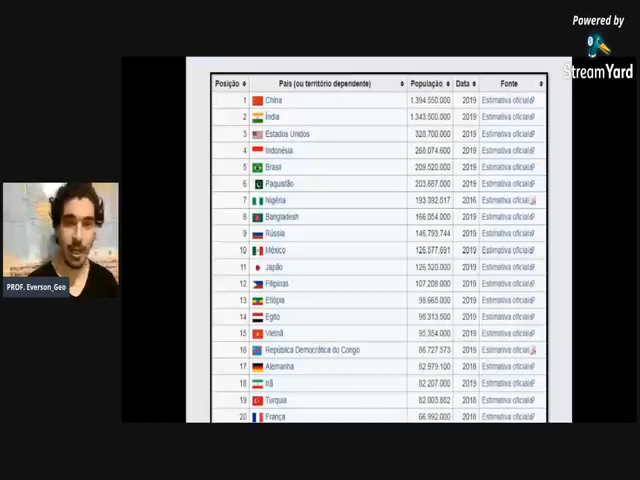 Powered by
StreamYard
Posição País (ou território dependente) População Data Fonte
1 China 1.394.550.000 2019 Estimativa oficial
2 Índia 1.343.500.000 2019 Estimativa oficial
3 Estados Unidos 328.700.000 2019 Estimativa oficial
4 Indonésia 268.074.600 2019 Estimativa oficial
5 Brasil 209.520.000 2019 Estimativa oficial
6 Paquistão 203.687.000 2019 Estimativa oficial
7 Nigéria 193.392.517 2016 Estimativa oficial
8 Bangladesh 166.054.000 2019 Estimativa oficial
9 Rússia 146.793.744 2019 Estimativa oficial
10 México 126.577.691 2019 Estimativa oficial
11 Japão 126.320.000 2019 Estimativa oficial
12 Filipinas 107.208.000 2019 Estimativa oficial
13 Etiópia 98.665.000 2019 Estimativa oficial
14 Egito 98.313.500 2019 Estimativa oficial
15 Vietnã 95.354.000 2019 Estimativa oficial
16 República Democrática do Congo 86.727.573 2019 Estimativa oficial
17 Alemanha 82.979.100 2018 Estimativa oficial
18 Irã 82.207.000 2019 Estimativa oficial
19 Turquia 82.003.882 2018 Estimativa oficial
20 França 66.992.000 2018 Estimativa oficial
PROF. Everson_Geo